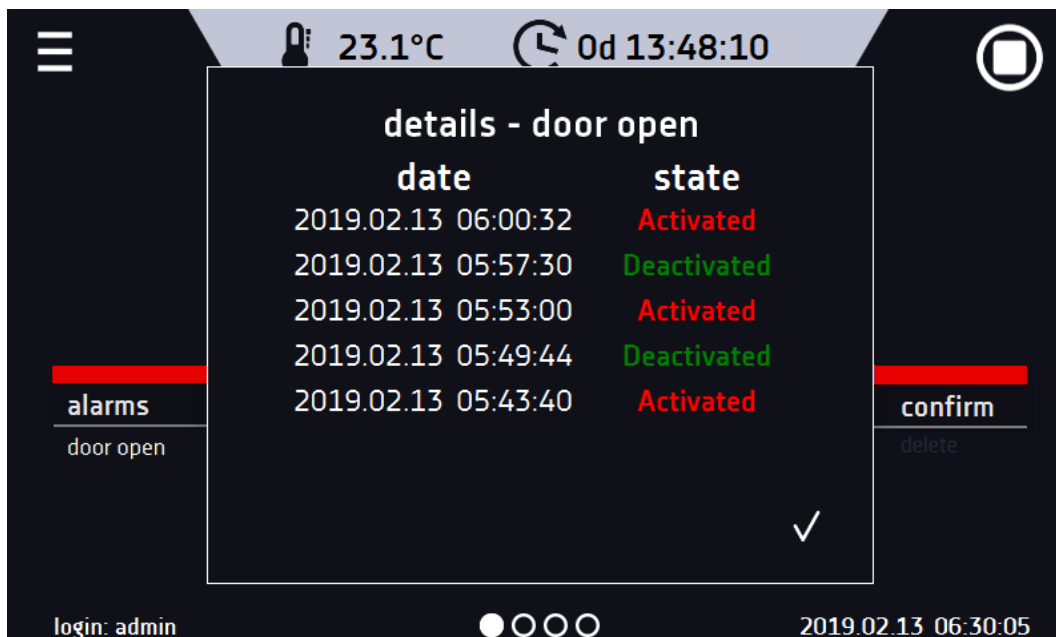 23.1°C 0d 13:48:10
details - door open
date state
2019.02.13 06:00:32 Activated
2019.02.13 05:57:30 Deactivated
2019.02.13 05:53:00 Activated
2019.02.13 05:49:44 Deactivated
2019.02.13 05:43:40 Activated
alarms confirm
door open delete
login: admin 2019.02.13 06:30:05